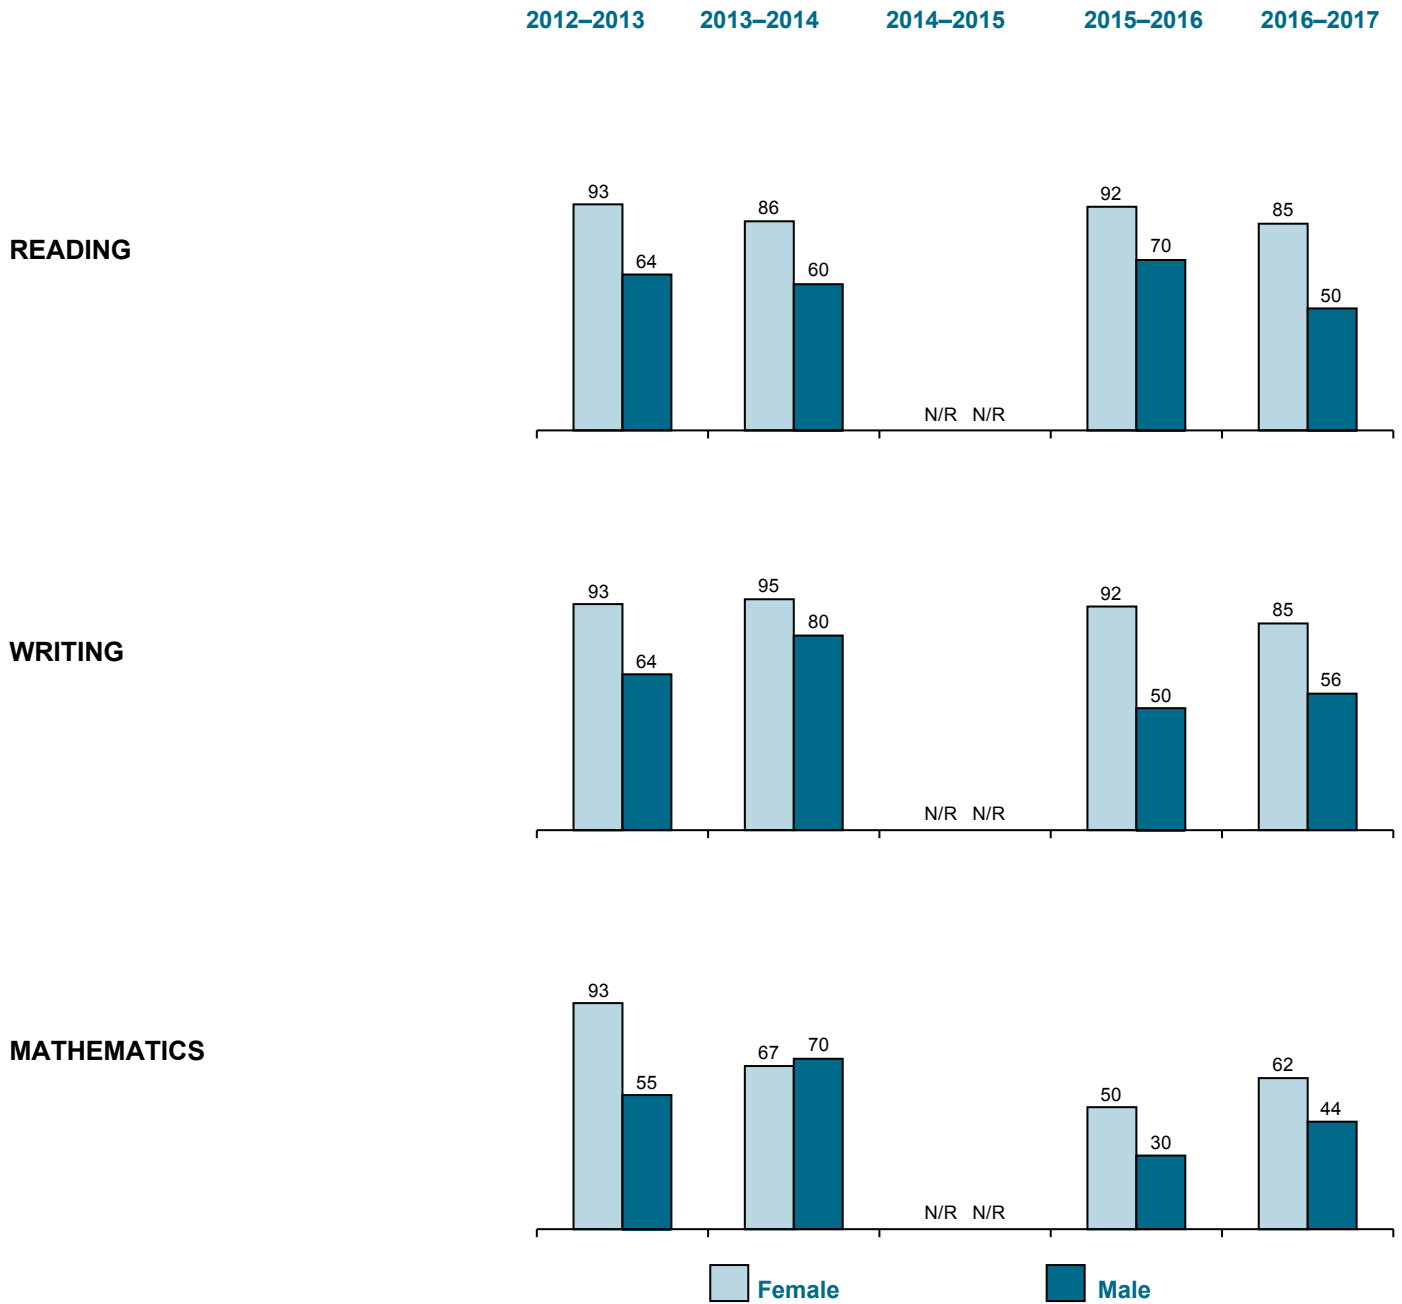 2012–2013 2013–2014 2014–2015 2015–2016 2016–2017
READING
93 64 86 60 N/R N/R 92 70 85 50
WRITING
93 64 95 80 N/R N/R 92 50 85 56
MATHEMATICS
93 55 67 70 N/R N/R 50 30 62 44
Female Male